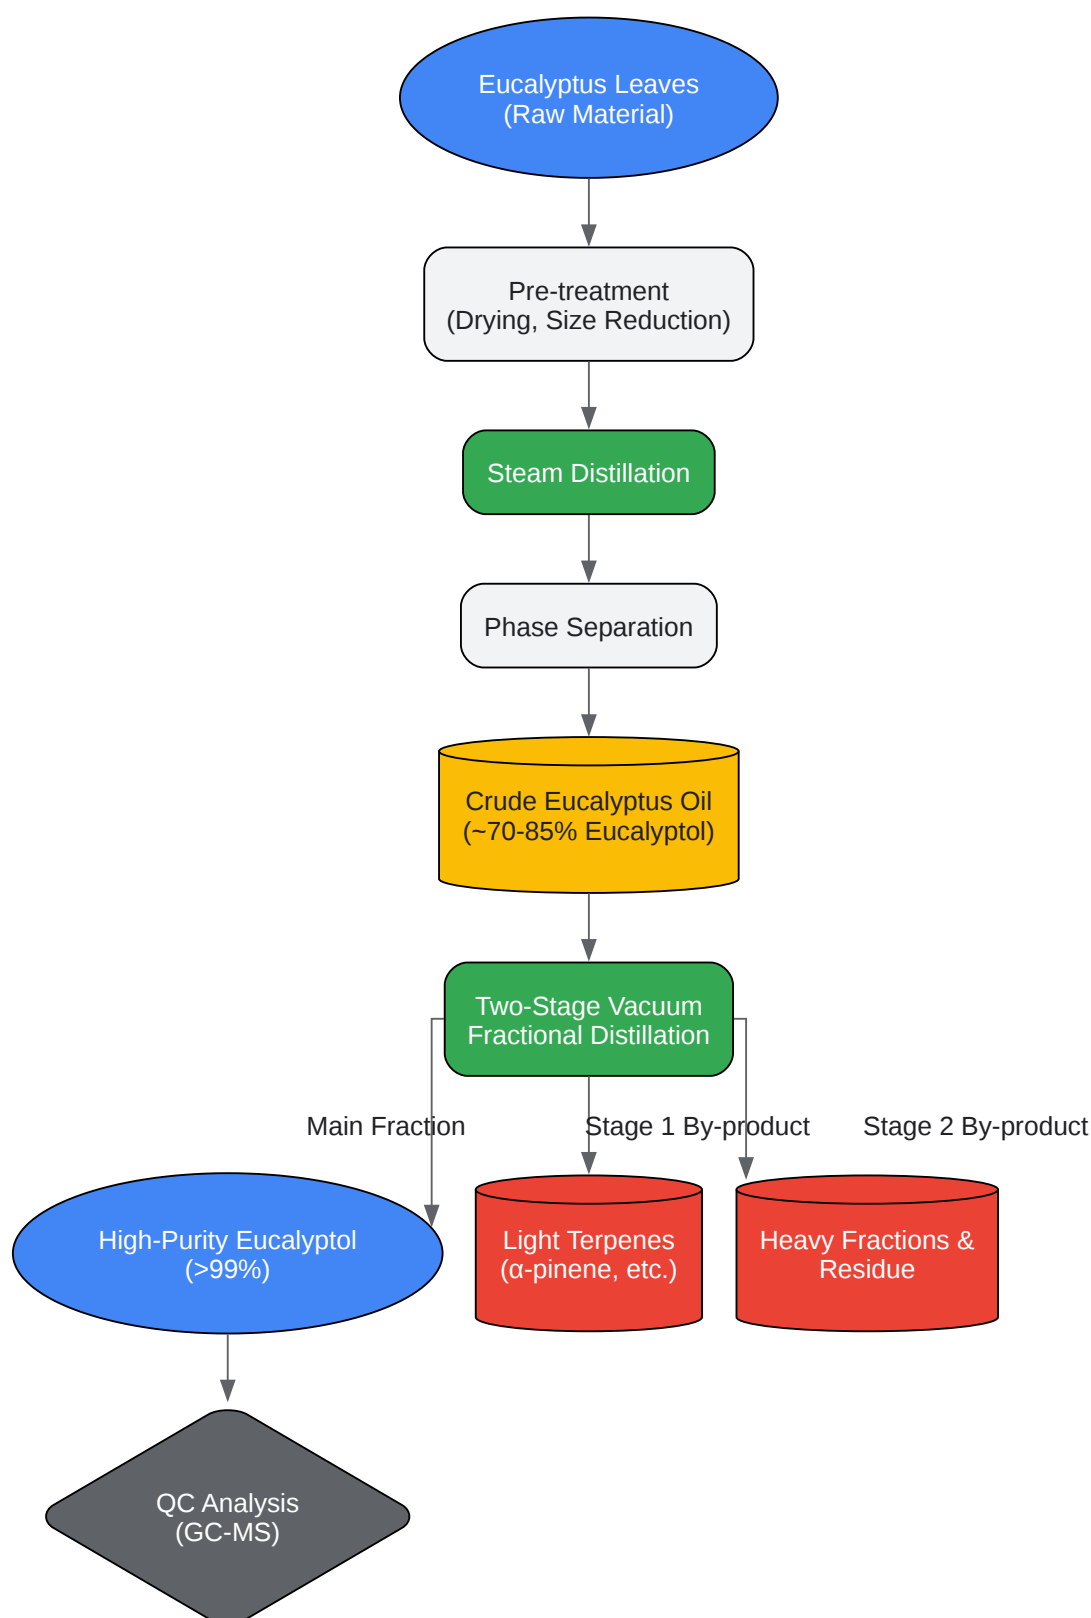 Eucalyptus Leaves
(Raw Material)
Pre-treatment
(Drying, Size Reduction)
Steam Distillation
Phase Separation
Crude Eucalyptus Oil
(~70-85% Eucalyptol)
Two-Stage Vacuum
Fractional Distillation
Main Fraction
Stage 1 By-product
Stage 2 By-product
High-Purity Eucalyptol
(>99%)
Light Terpenes
(α-pinene, etc.)
Heavy Fractions &
Residue
QC Analysis
(GC-MS)